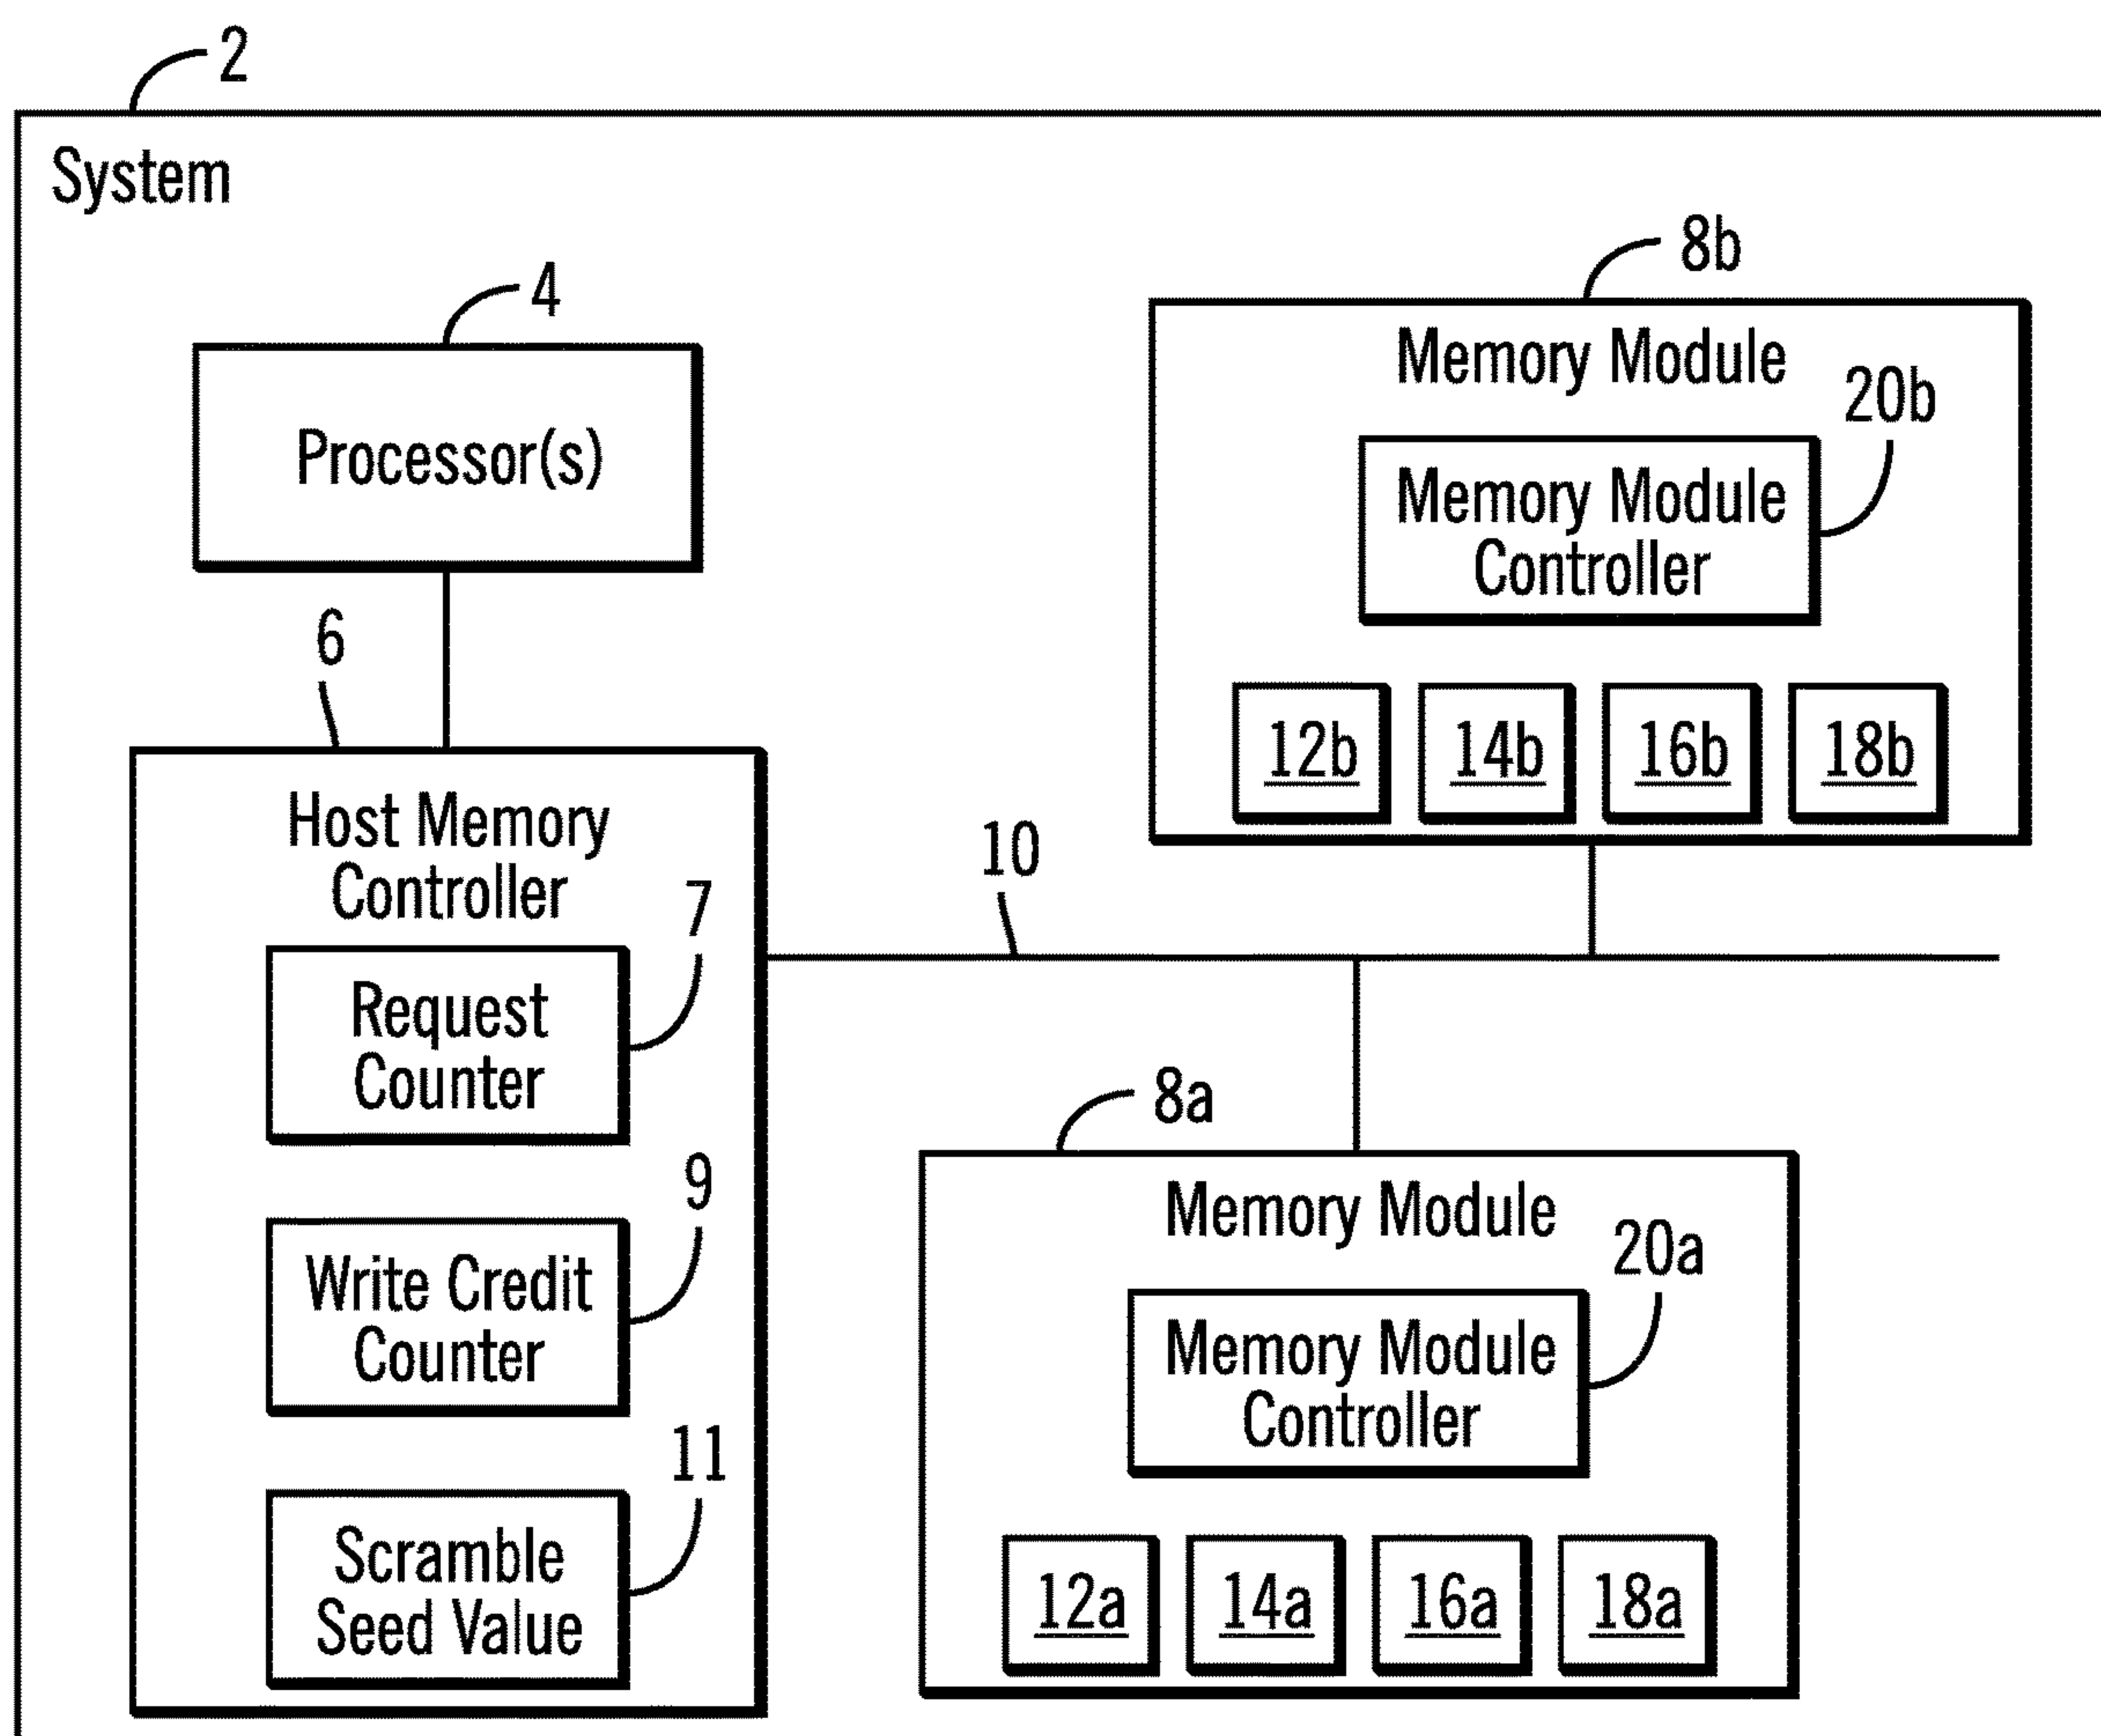 2
System
4
Processor(s)
6
Host Memory
Controller
7
Request
Counter
9
Write Credit
Counter
11
Scramble
Seed Value
10
8b
Memory Module
20b
Memory Module
Controller
12b 14b 16b 18b
8a
Memory Module
20a
Memory Module
Controller
12a 14a 16a 18a